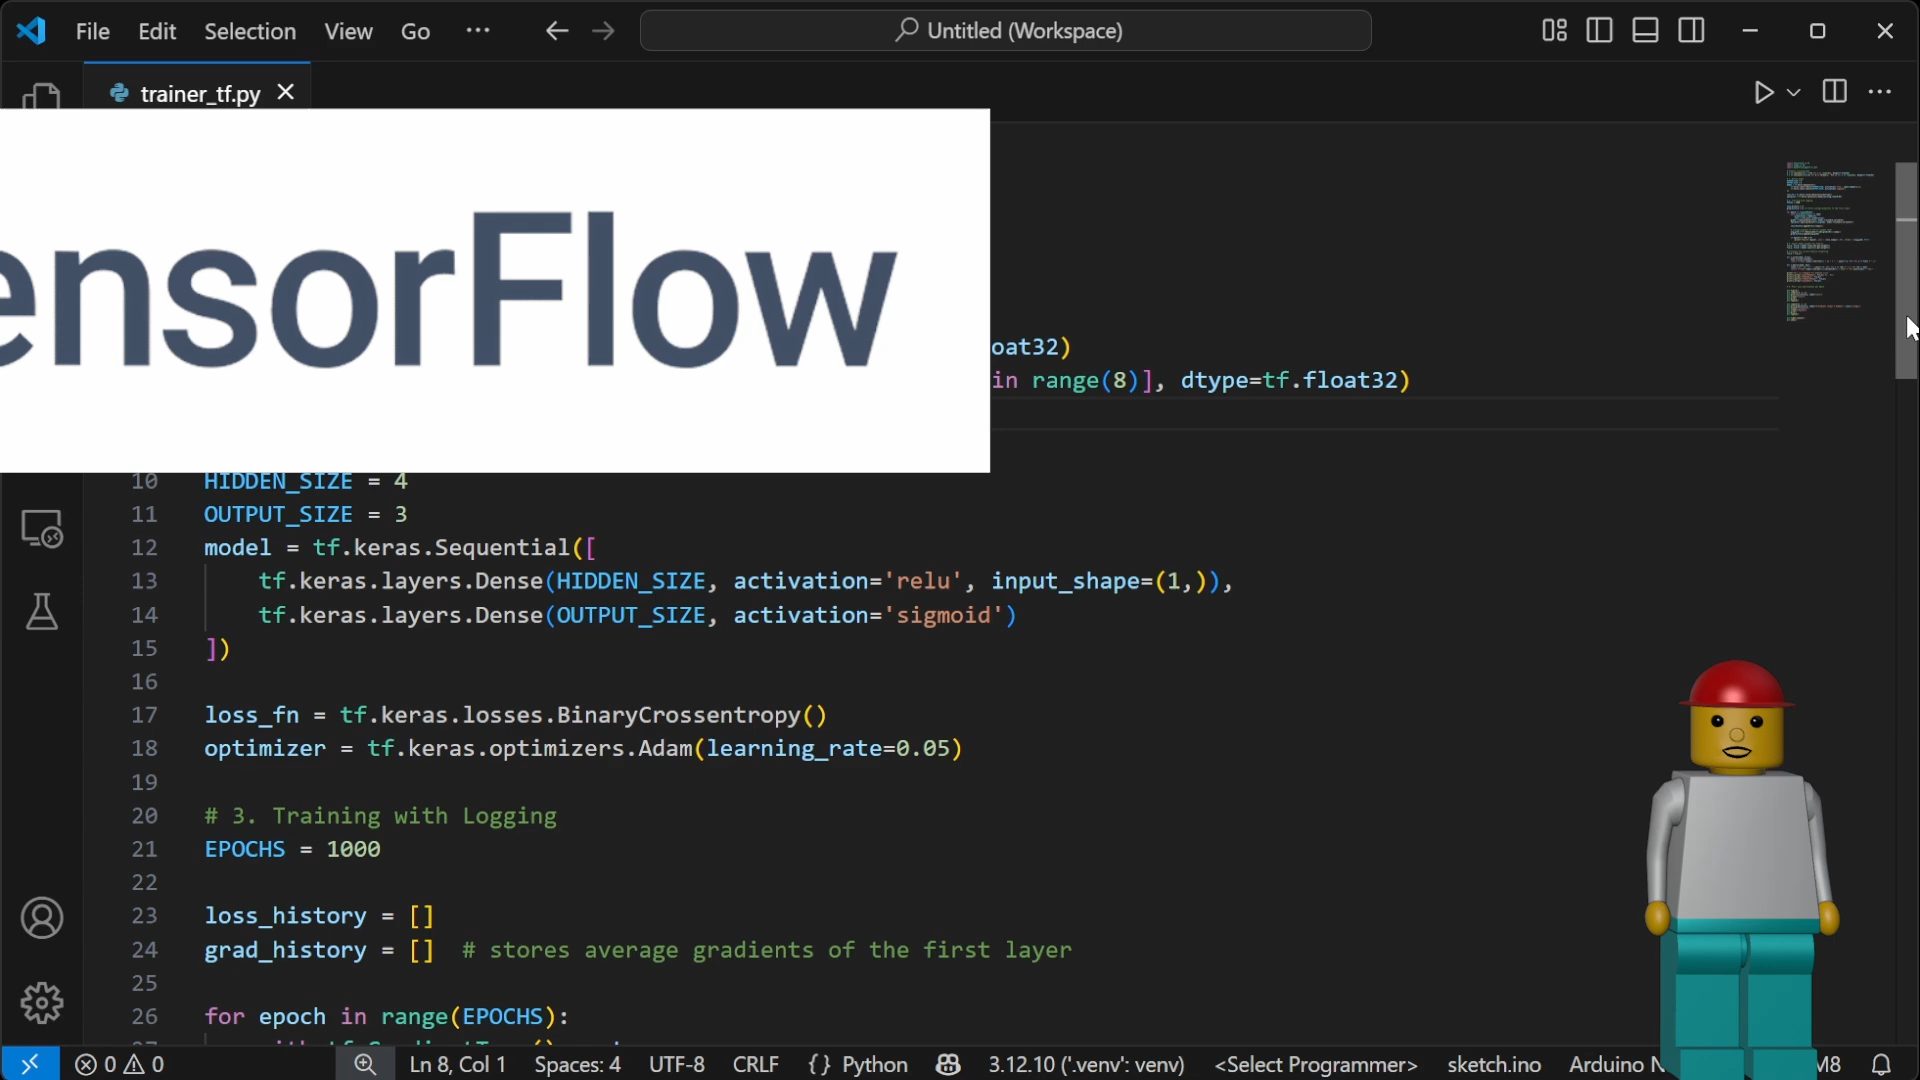 File Edit Selection View Go ··· Untitled (Workspace)
trainer_tf.py
ensorFlow
oat32)
in range(8)], dtype=tf.float32)
10 HIDDEN_SIZE = 4
11 OUTPUT_SIZE = 3
12 model = tf.keras.Sequential([
13 tf.keras.layers.Dense(HIDDEN_SIZE, activation='relu', input_shape=(1,)),
14 tf.keras.layers.Dense(OUTPUT_SIZE, activation='sigmoid')
15 ])
16
17 loss_fn = tf.keras.losses.BinaryCrossentropy()
18 optimizer = tf.keras.optimizers.Adam(learning_rate=0.05)
19
20 # 3. Training with Logging
21 EPOCHS = 1000
22
23 loss_history = []
24 grad_history = [] # stores average gradients of the first layer
25
26 for epoch in range(EPOCHS):
0 0 Ln 8, Col 1 Spaces: 4 UTF-8 CRLF {} Python 3.12.10 ('.venv': venv) <Select Programmer> sketch.ino Arduino M8